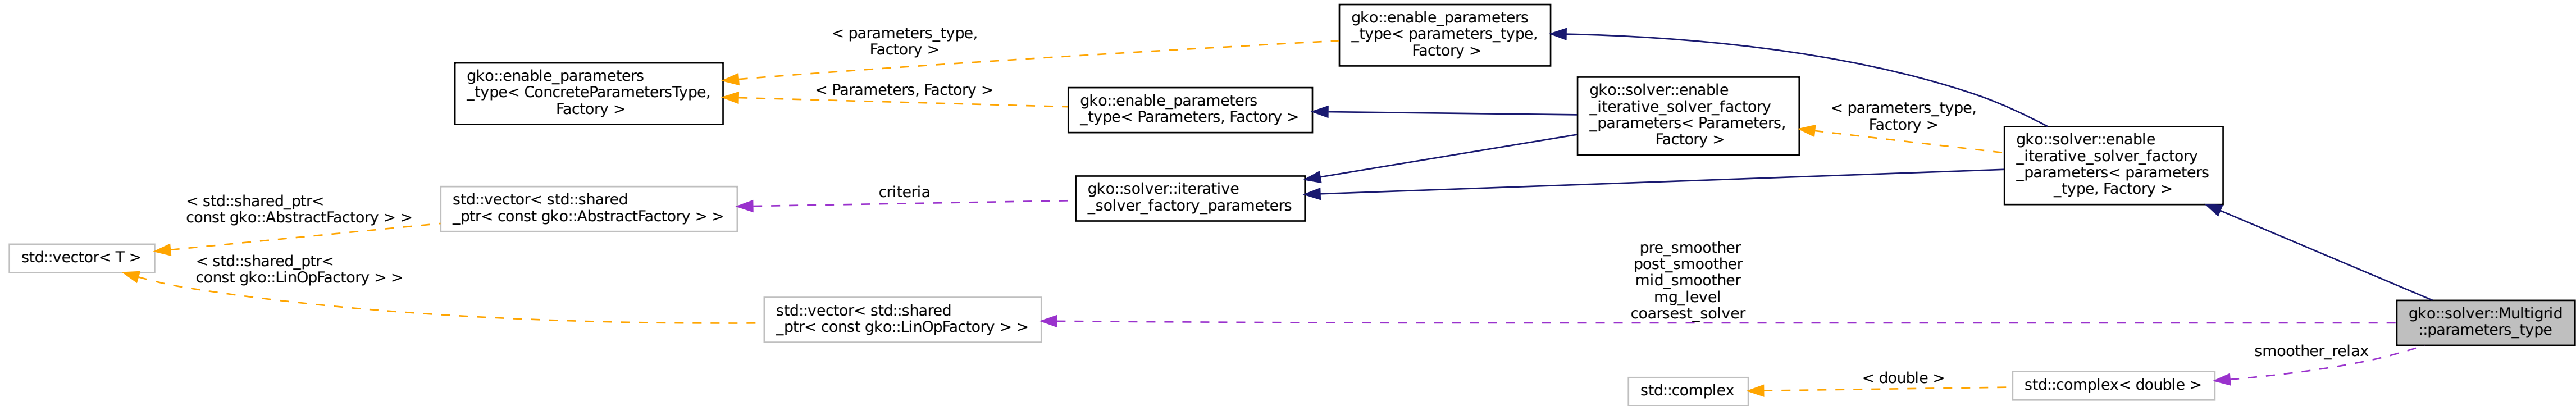 gko::enable_parameters
_type< parameters_type,
Factory >
< parameters_type,
Factory >
gko::enable_parameters
_type< ConcreteParametersType,
Factory >
< Parameters, Factory >
gko::enable_parameters
_type< Parameters, Factory >
gko::solver::enable
_iterative_solver_factory
_parameters< Parameters,
Factory >
< parameters_type,
Factory >
gko::solver::enable
_iterative_solver_factory
_parameters< parameters
_type, Factory >
gko::solver::iterative
_solver_factory_parameters
criteria
std::vector< std::shared
_ptr< const gko::AbstractFactory > >
< std::shared_ptr<
const gko::AbstractFactory > >
std::vector< T >
< std::shared_ptr<
const gko::LinOpFactory > >
std::vector< std::shared
_ptr< const gko::LinOpFactory > >
pre_smoother
post_smoother
mid_smoother
mg_level
coarsest_solver
gko::solver::Multigrid
::parameters_type
smoother_relax
std::complex< double >
< double >
std::complex